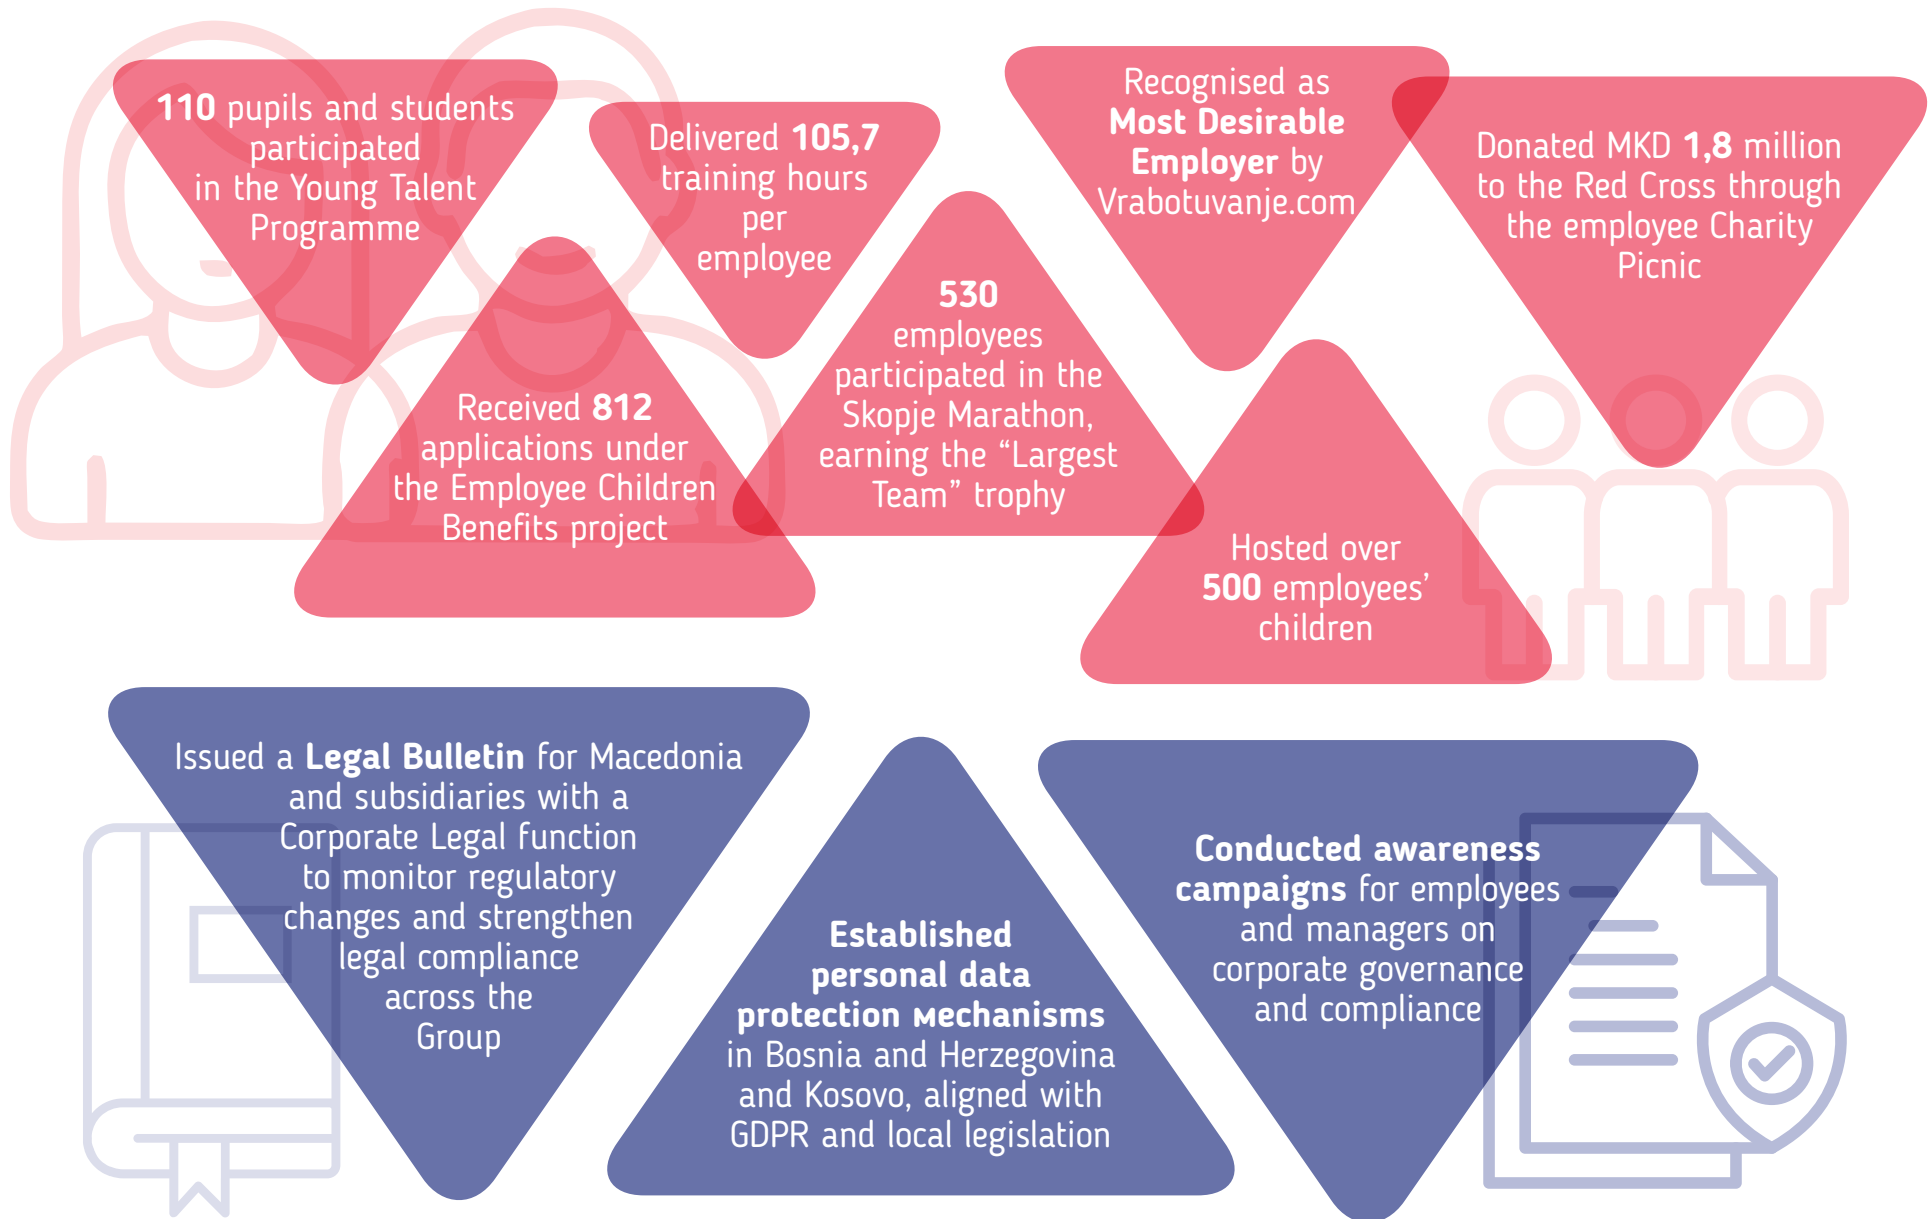 110 pupils and students
participated
in the Young Talent
Programme
Delivered 105,7
training hours
per
employee
Recognised as
Most Desirable
Employer by
Vrabotuvanje.com
Donated MKD 1,8 million
to the Red Cross through
the employee Charity
Picnic
Received 812
applications under
the Employee Children
Benefits project
530
employees
participated in the
Skopje Marathon,
earning the “Largest
Team” trophy
Hosted over
500 employees’
children
Issued a Legal Bulletin for Macedonia
and subsidiaries with a
Corporate Legal function
to monitor regulatory
changes and strengthen
legal compliance
across the
Group
Established
personal data
protection mechanisms
in Bosnia and Herzegovina
and Kosovo, aligned with
GDPR and local legislation
Conducted awareness
campaigns for employees
and managers on
corporate governance
and compliance